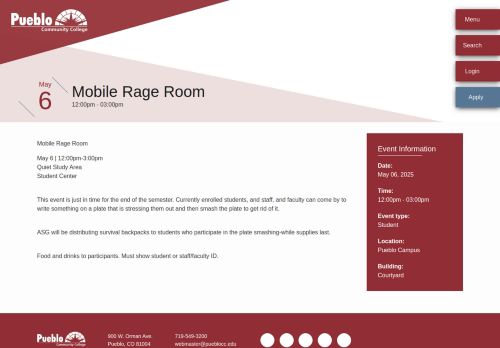 Pueblo
Community College
Menu
Search
Login
Apply
May
6
Mobile Rage Room
12:00pm - 03:00pm
Mobile Rage Room
May 6 | 12:00pm-3:00pm
Quiet Study Area
Student Center
This event is just in time for the end of the semester. Currently enrolled students, and staff, and faculty can come by to
write something on a plate that is stressing them out and then smash the plate to get rid of it.
ASG will be distributing survival backpacks to students who participate in the plate smashing-while supplies last.
Food and drinks to participants. Must show student or staff/faculty ID.
Event Information
Date:
May 06, 2025
Time:
12:00pm - 03:00pm
Event type:
Student
Location:
Pueblo Campus
Building:
Courtyard
Pueblo
Community College
900 W. Orman Ave.
Pueblo, CO 81004
719-549-3200
webmaster@pueblocc.edu